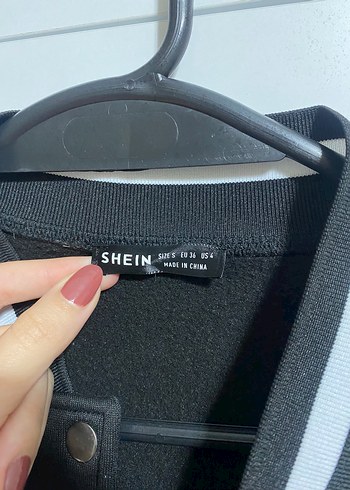 SHEIN SIZE S EU 36 US 4
MADE IN CHINA